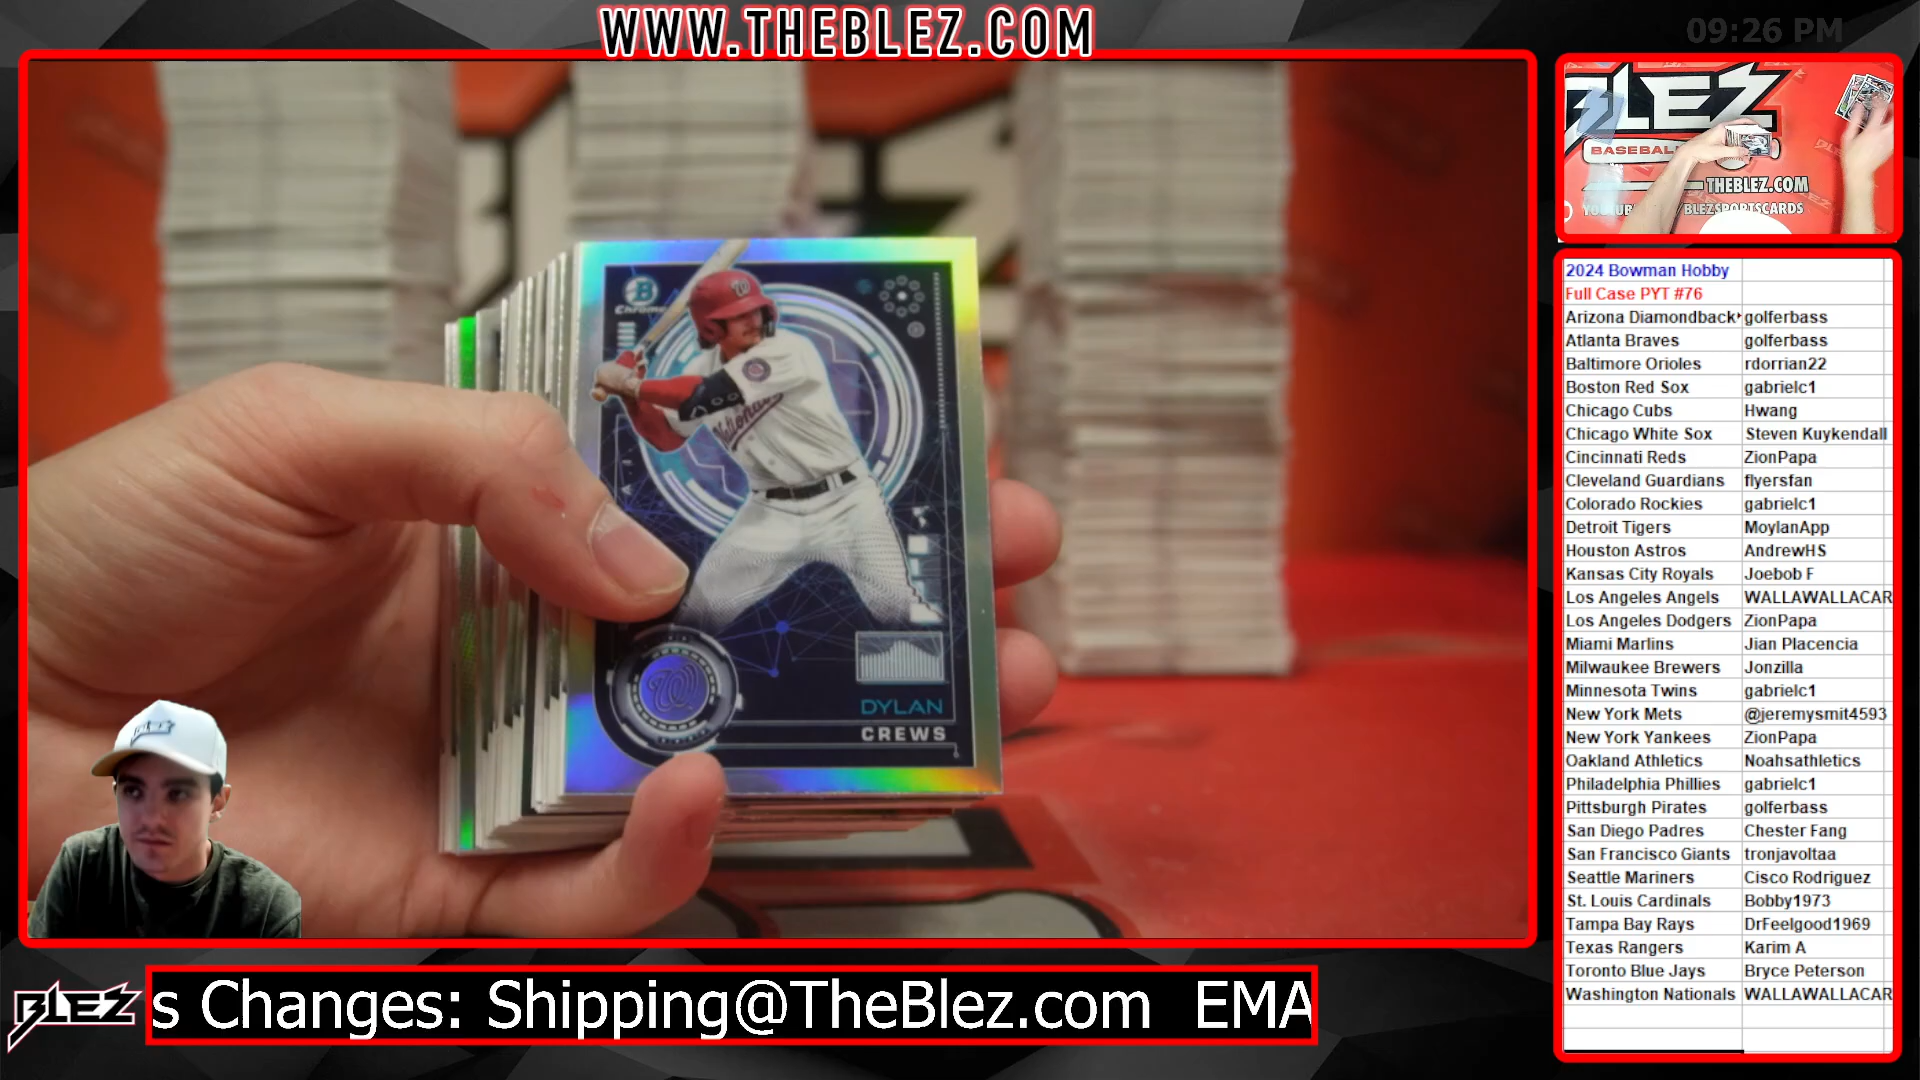 WWW.THEBLEZ.COM
09:26 PM
BLEZ
BASEBALL
THEBLEZ.COM
BLEZSPORTSCARDS
B
Chrome
W
Nationals
W
DYLAN
CREWS
2024 Bowman Hobby
Full Case PYT #76
Arizona Diamondback golferbass
Atlanta Braves golferbass
Baltimore Orioles rdorrian22
Boston Red Sox gabrielc1
Chicago Cubs Hwang
Chicago White Sox Steven Kuykendall
Cincinnati Reds ZionPapa
Cleveland Guardians flyersfan
Colorado Rockies gabrielc1
Detroit Tigers MoylanApp
Houston Astros AndrewHS
Kansas City Royals Joebob F
Los Angeles Angels WALLAWALLACAR
Los Angeles Dodgers ZionPapa
Miami Marlins Jian Placencia
Milwaukee Brewers Jonzilla
Minnesota Twins gabrielc1
New York Mets @jeremysmit4593
New York Yankees ZionPapa
Oakland Athletics Noahsathletics
Philadelphia Phillies gabrielc1
Pittsburgh Pirates golferbass
San Diego Padres Chester Fang
San Francisco Giants tronjavoltaa
Seattle Mariners Cisco Rodriguez
St. Louis Cardinals Bobby1973
Tampa Bay Rays DrFeelgood1969
Texas Rangers Karim A
Toronto Blue Jays Bryce Peterson
Washington Nationals WALLAWALLACAR
BLEZ
s Changes: Shipping@TheBlez.com EMA